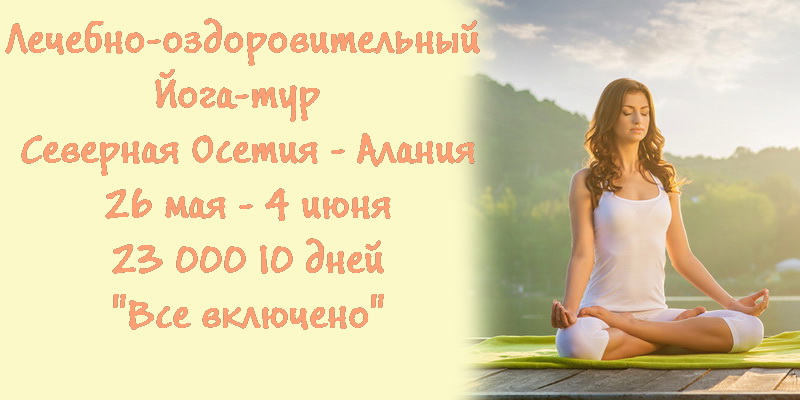 Лечебно-оздоровительный
Йога-тур
Северная Осетия - Алания
26 мая - 4 июня
23 000 10 дней
"Все включено"